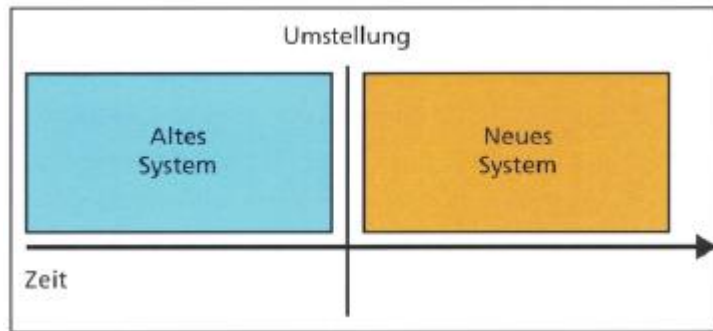 Umstellung
Altes
System
Neues
System
Zeit